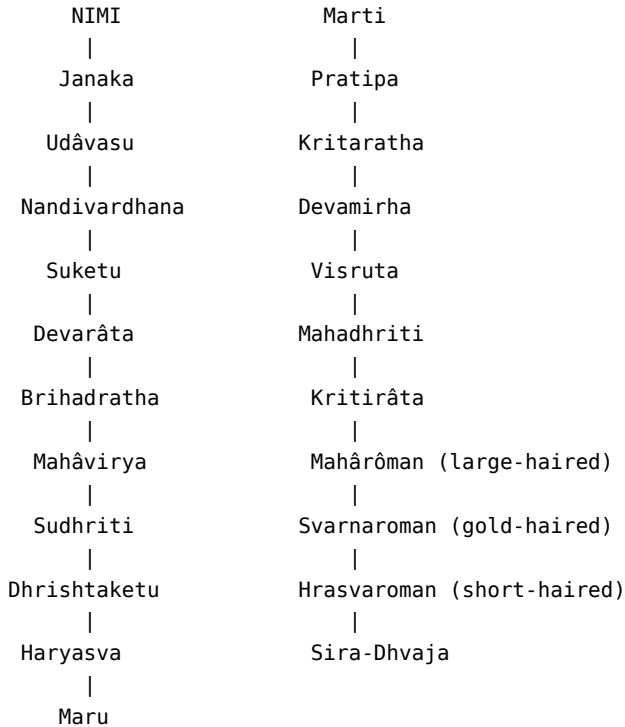 NIMI
Janaka
Udâvasu
Nandivardhana
Suketu
Devarâta
Brihadratha
Mahâvirya
Sudhriti
Dhrishtaketu
Haryasva
Maru
Marti
Pratipa
Kritaratha
Devamirha
Visruta
Mahadhriti
Kritirâta
Mahârôman (large-haired)
Svarnaroman (gold-haired)
Hrasvaroman (short-haired)
Sira-Dhvaja